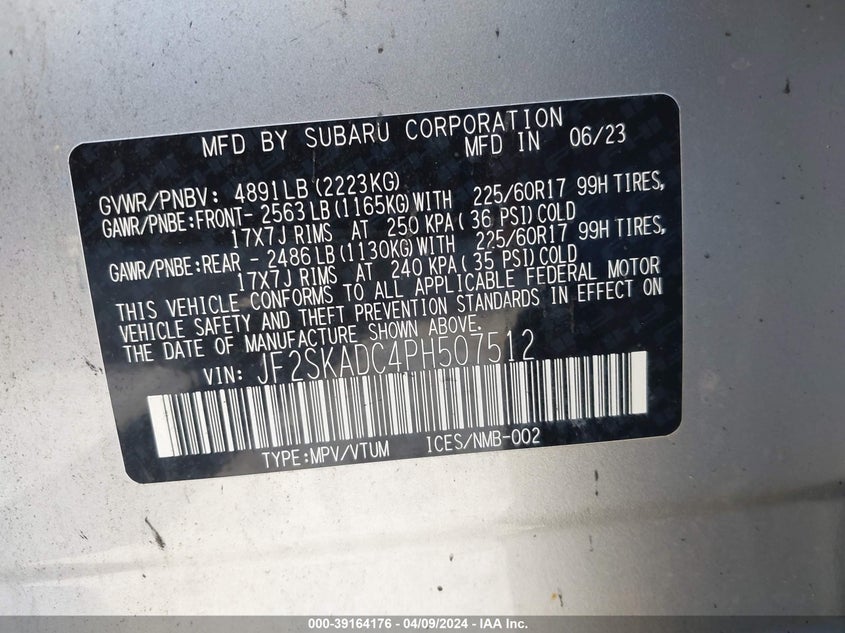 MFD BY SUBARU CORPORATION
MFD IN 06/23
GVWR/PNBV: 4891LB(2223KG)
GAWR/PNBE:FRONT- 2563LB(1165KG)WITH 225/60R17 99H TIRES,
17X7J RIMS AT 250 KPA( 36 PSI)COLD
GAWR/PNBE:REAR - 2486LB(1130KG)WITH 225/60R17 99H TIRES,
17X7J RIMS AT 240 KPA( 35 PSI)COLD
THIS VEHICLE CONFORMS TO ALL APPLICABLE FEDERAL MOTOR
VEHICLE SAFETY AND THEFT PREVENTION STANDARDS IN EFFECT ON
THE DATE OF MANUFACTURE SHOWN ABOVE.
VIN: JF2SKADC4PH507512
TYPE:MPV/VTUM ICES/NMB-002
000-39164176 - 04/09/2024 - IAA Inc.